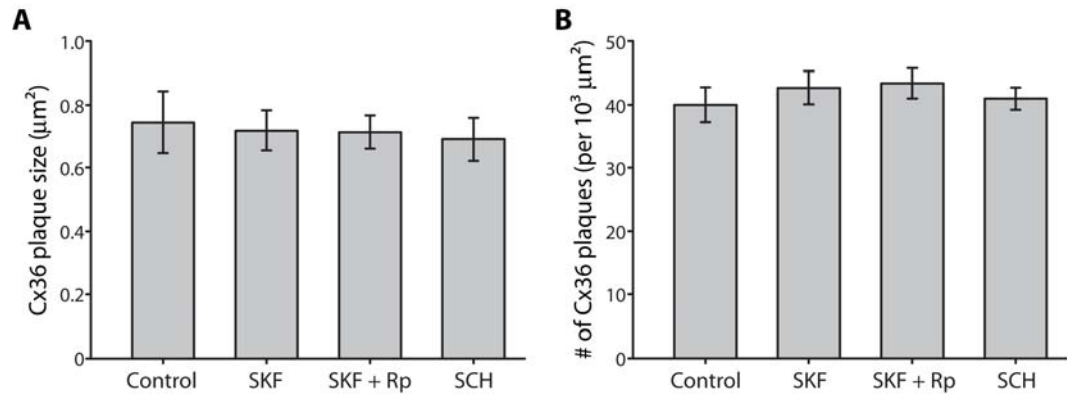 A
Cx36 plaque size (µm²)
1.0
0.8
0.6
0.4
0.2
0
Control SKF SKF + Rp SCH
B
# of Cx36 plaques (per 10³ µm²)
50
40
30
20
10
0
Control SKF SKF + Rp SCH